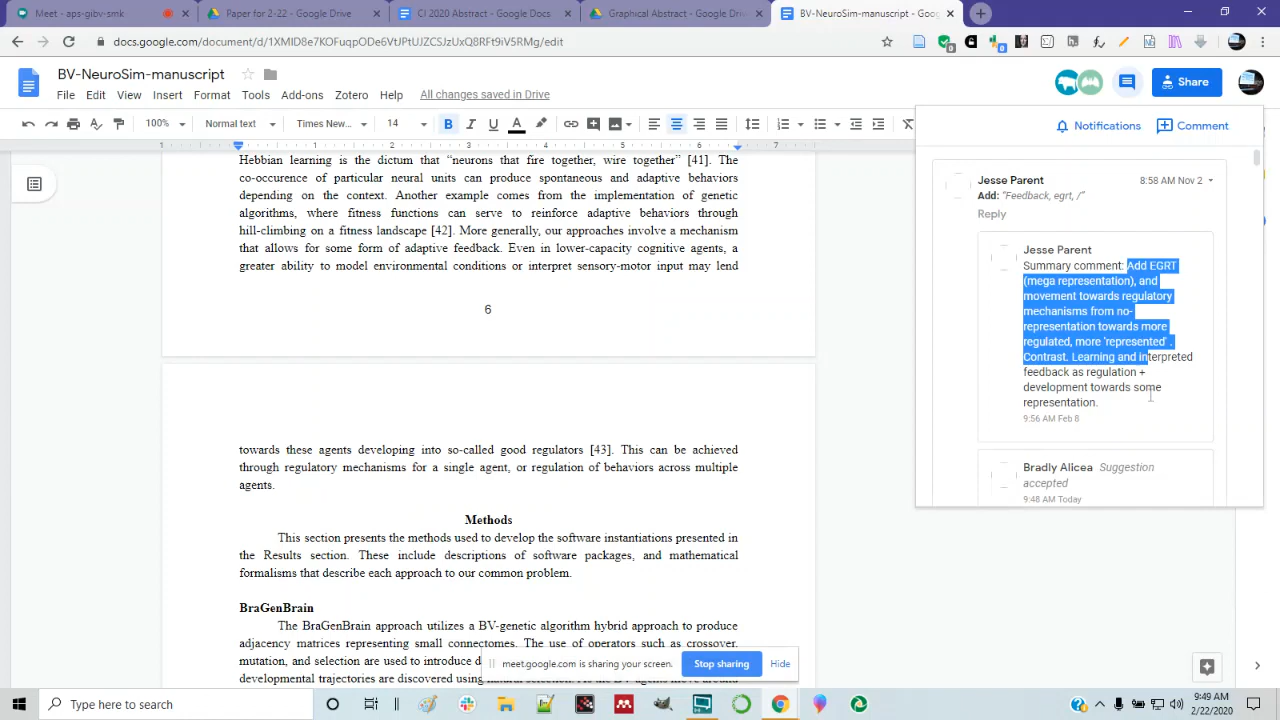 Meet - saraibv-smi
Paper for 2-22 - Google Drive
CI 2020 Abstract - Google Docs
Graphical Abstract - Google Dri
BV-NeuroSim-manuscript - Goog
docs.google.com/document/d/1XMD8e7KOFuqpODe6VtJPtUJZCSJzUxQ8RFt9iV5RMg/edit
BV-NeuroSim-manuscript
File Edit View Insert Format Tools Add-ons Zoter Help All changes saved in Drive
Share
100% Normal text Times New... 14
Notifications Comment
1 1 2 3 4 5 6 7
Hebbian learning is the dictum that “neurons that fire together, wire together” [41]. The
co-occurence of particular neural units can produce spontaneous and adaptive behaviors
depending on the context. Another example comes from the implementation of genetic
algorithms, where fitness functions can serve to reinforce adaptive behaviors through
hill-climbing on a fitness landscape [42]. More generally, our approaches involve a mechanism
that allows for some form of adaptive feedback. Even in lower-capacity cognitive agents, a
greater ability to model environmental conditions or interpret sensory-motor input may lend
6
towards these agents developing into so-called good regulators [43]. This can be achieved
through regulatory mechanisms for a single agent, or regulation of behaviors across multiple
agents.
Methods
This section presents the methods used to develop the software instantiations presented in
the Results section. These include descriptions of software packages, and mathematical
formalisms that describe each approach to our common problem.
BraGenBrain
The BraGenBrain approach utilizes a BV-genetic algorithm hybrid approach to produce
adjacency matrices representing small connectomes. The use of operators such as crossover,
mutation, and selection are used to introduce d
developmental trajectories are discovered using
Jesse Parent
8:58 AM Nov 2
Add: “Feedback, egrt, /”
Reply
Jesse Parent
Summary comment: Add EGRT
(mega representation), and
movement towards regulatory
mechanisms from no-
representation towards more
regulated, more 'represented' .
Contrast, Learning and interpreted
feedback as regulation +
development towards some
representation.
9:56 AM Feb 8
Bradly Alicea Suggestion
accepted
9:48 AM Today
meet.google.com is sharing your screen. Stop sharing Hide
Type here to search
9:49 AM
2/22/2020